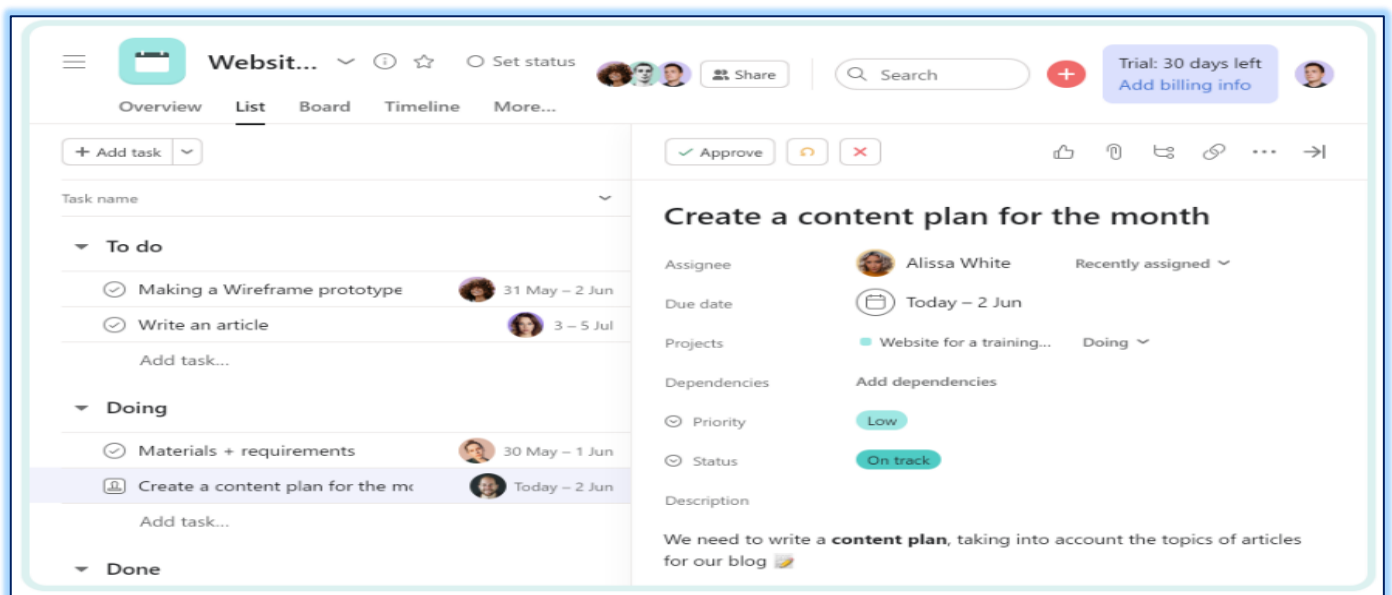 Websit...
Set status
Share
Search
Trial: 30 days left
Add billing info
Overview List Board Timeline More...
+ Add task
Task name
To do
Making a Wireframe prototype 31 May – 2 Jun
Write an article 3 – 5 Jul
Add task...
Doing
Materials + requirements 30 May – 1 Jun
Create a content plan for the mo Today – 2 Jun
Add task...
Done
Approve
Create a content plan for the month
Assignee Alissa White Recently assigned
Due date Today – 2 Jun
Projects Website for a training... Doing
Dependencies Add dependencies
Priority Low
Status On track
Description
We need to write a content plan, taking into account the topics of articles
for our blog